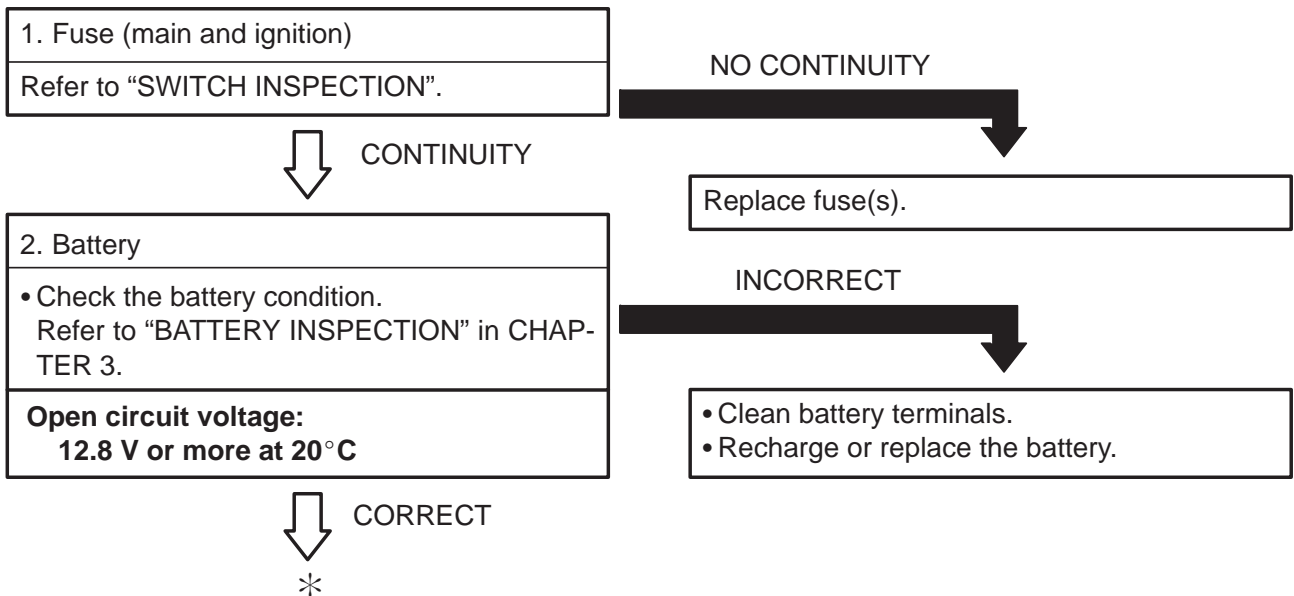 1. Fuse (main and ignition)
Refer to “SWITCH INSPECTION”.
NO CONTINUITY
CONTINUITY
Replace fuse(s).
2. Battery
• Check the battery condition.
Refer to “BATTERY INSPECTION” in CHAP-
TER 3.
INCORRECT
Open circuit voltage:
12.8 V or more at 20°C
• Clean battery terminals.
• Recharge or replace the battery.
CORRECT
*